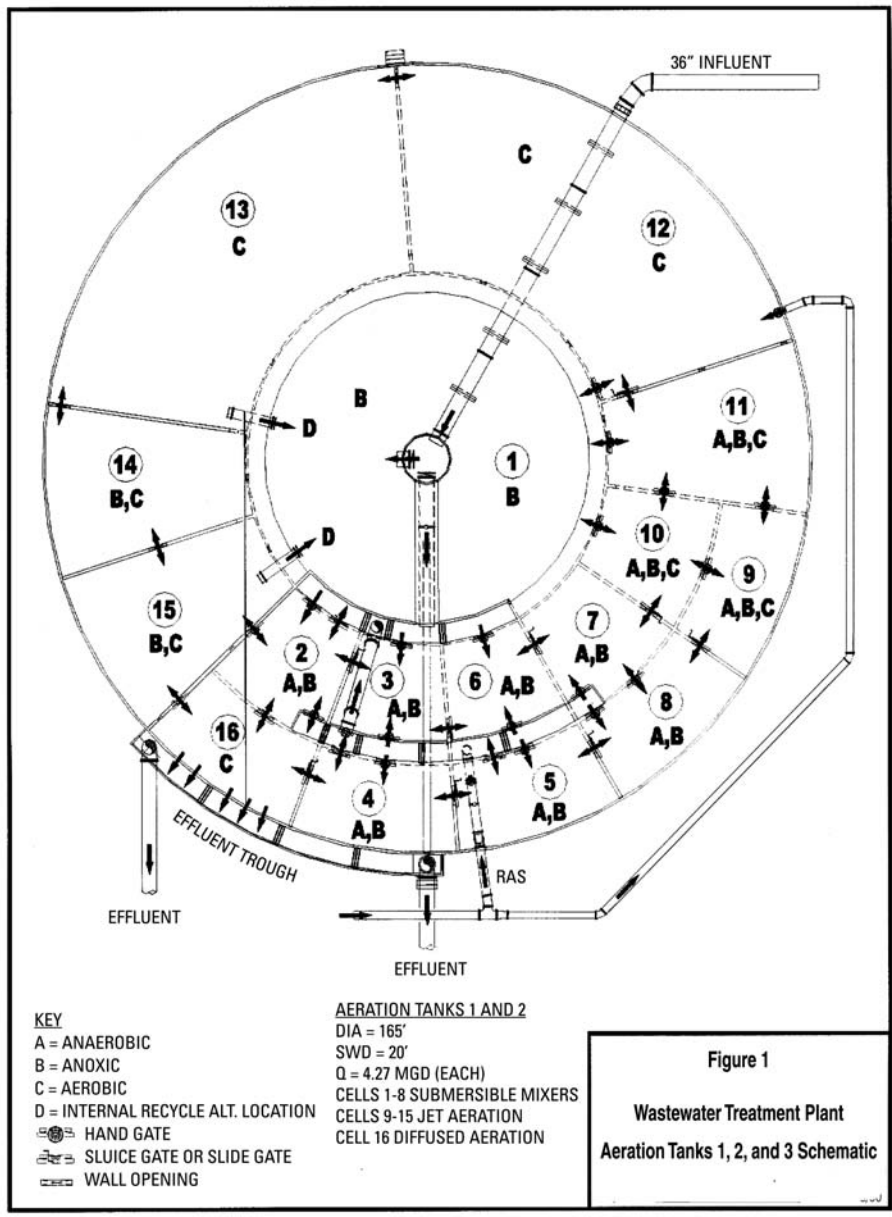 36" INFLUENT
C
13
C
12
C
B
D
11
A,B,C
14
B,C
1
B
D
10
A,B,C
9
A,B,C
15
B,C
7
A,B
2
A,B
3
A,B
6
A,B
8
A,B
16
C
4
A,B
5
A,B
EFFLUENT TROUGH
RAS
EFFLUENT
EFFLUENT
KEY
A = ANAEROBIC
B = ANOXIC
C = AEROBIC
D = INTERNAL RECYCLE ALT. LOCATION
HAND GATE
SLUICE GATE OR SLIDE GATE
WALL OPENING
AERATION TANKS 1 AND 2
DIA = 165'
SWD = 20'
Q = 4.27 MGD (EACH)
CELLS 1-8 SUBMERSIBLE MIXERS
CELLS 9-15 JET AERATION
CELL 16 DIFFUSED AERATION
Figure 1
Wastewater Treatment Plant
Aeration Tanks 1, 2, and 3 Schematic